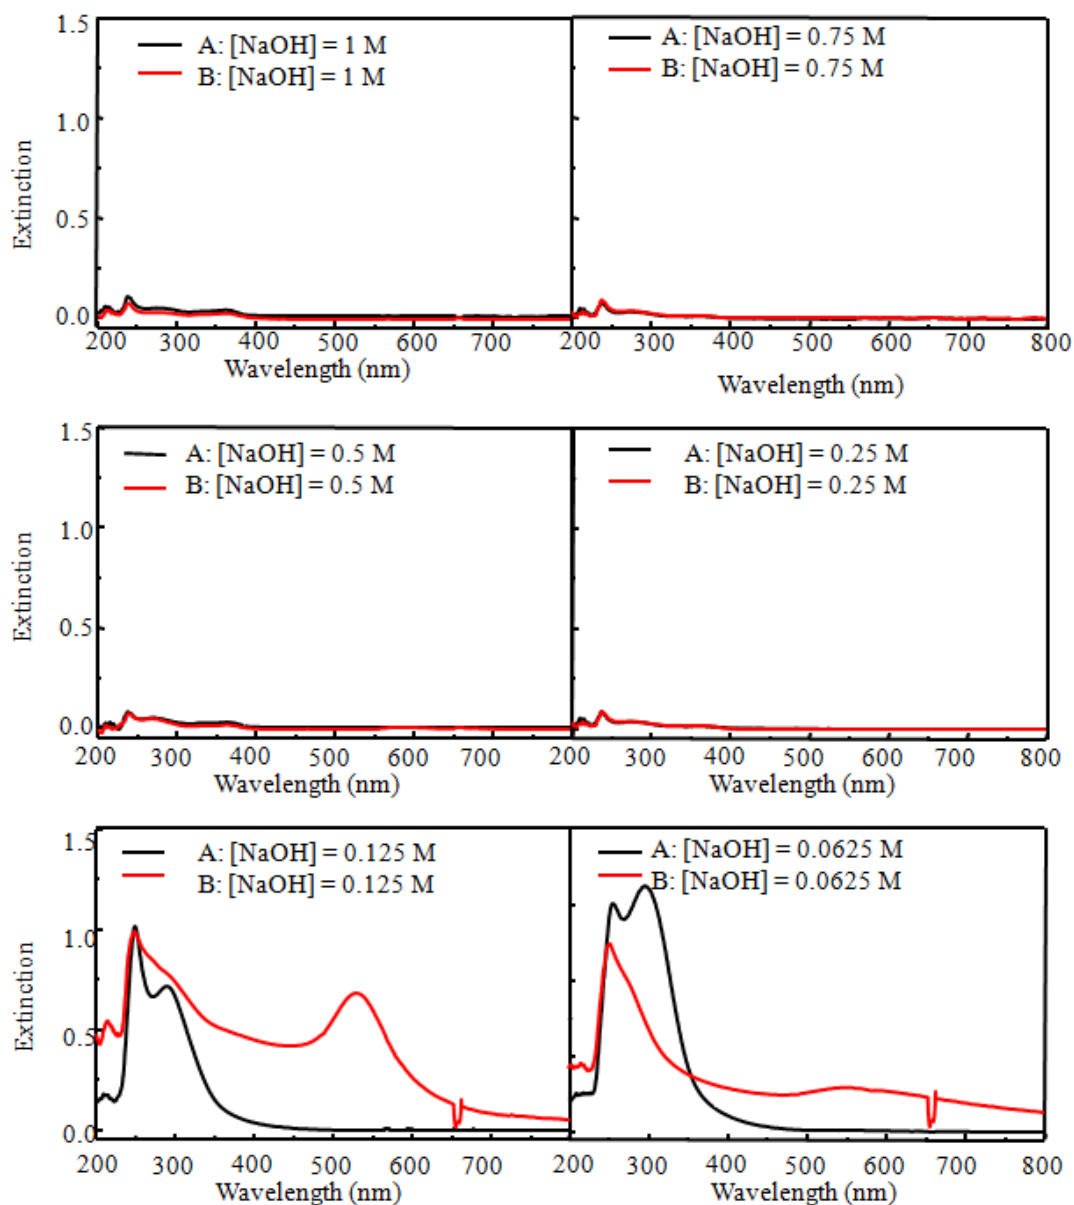 1.5
1.0
0.5
0.0
Extinction
A: [NaOH] = 1 M
B: [NaOH] = 1 M
200 300 400 500 600 700
Wavelength (nm)
A: [NaOH] = 0.75 M
B: [NaOH] = 0.75 M
200 300 400 500 600 700 800
Wavelength (nm)
1.5
1.0
0.5
0.0
Extinction
A: [NaOH] = 0.5 M
B: [NaOH] = 0.5 M
200 300 400 500 600 700
Wavelength (nm)
A: [NaOH] = 0.25 M
B: [NaOH] = 0.25 M
200 300 400 500 600 700 800
Wavelength (nm)
1.5
1.0
0.5
0.0
Extinction
A: [NaOH] = 0.125 M
B: [NaOH] = 0.125 M
200 300 400 500 600 700
Wavelength (nm)
A: [NaOH] = 0.0625 M
B: [NaOH] = 0.0625 M
200 300 400 500 600 700 800
Wavelength (nm)